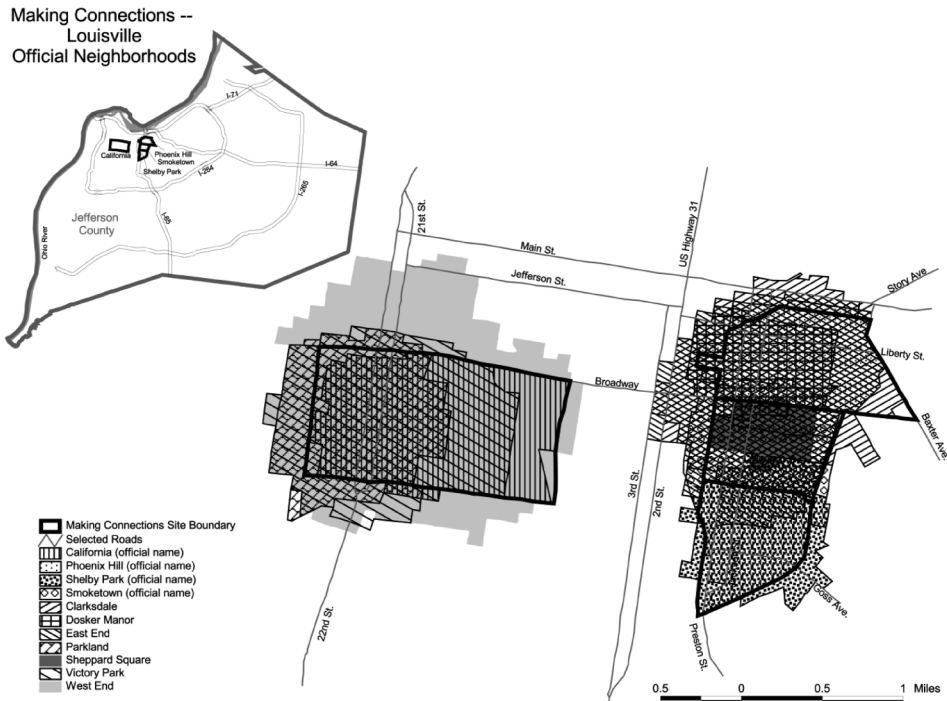 Making Connections --
Louisville
Official Neighborhoods
I-71
California
Phoenix Hill
Smoketown
Shelby Park
I-64
I-264
I-265
I-65
Jefferson
County
Ohio River
21st St.
US Highway 31
Main St.
Jefferson St.
Story Ave
Liberty St.
Broadway
Baxter Ave.
3rd St.
2nd St.
22nd St.
Goss Ave.
Preston St.
Making Connections Site Boundary
Selected Roads
California (official name)
Phoenix Hill (official name)
Shelby Park (official name)
Smoketown (official name)
Clarksdale
Dosker Manor
East End
Parkland
Sheppard Square
Victory Park
West End
0.5 0 0.5 1 Miles